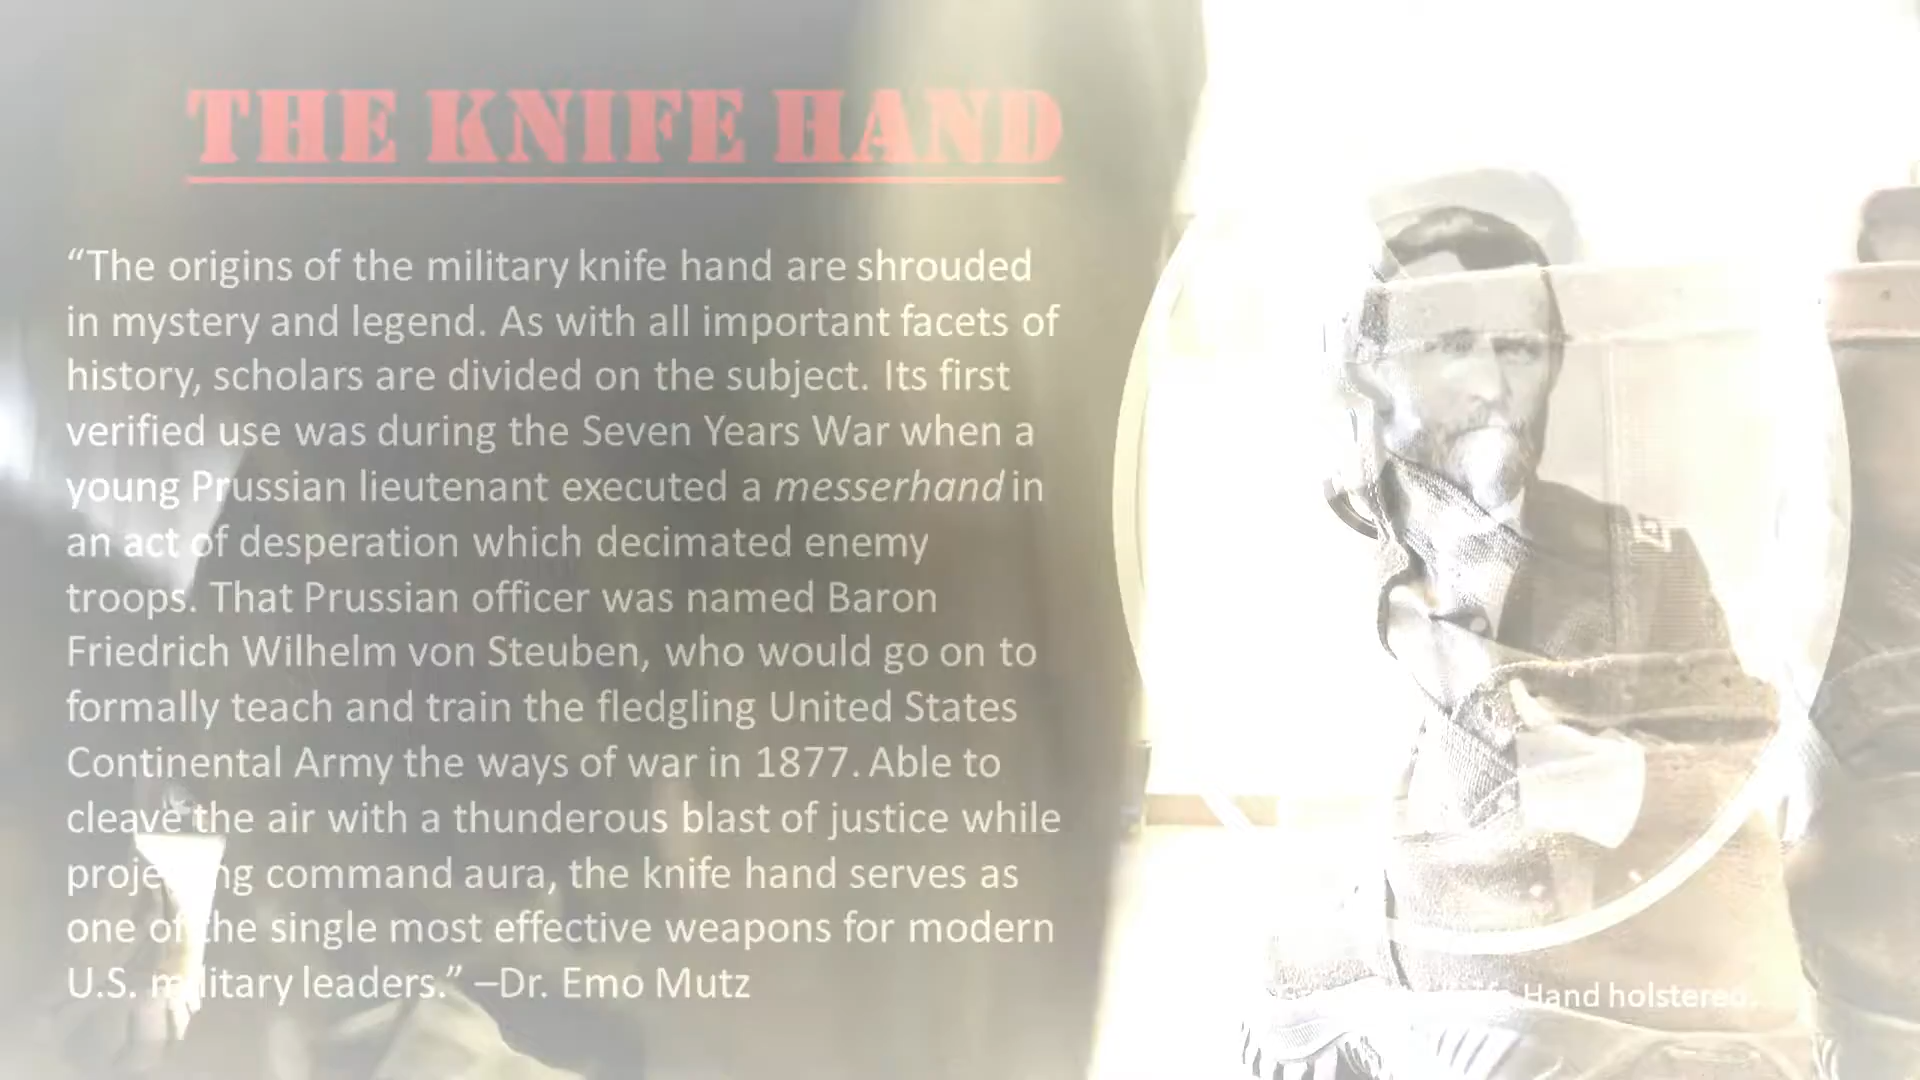 THE KNIFE HAND
“The origins of the military knife hand are shrouded
in mystery and legend. As with all important facets of
history, scholars are divided on the subject. Its first
verified use was during the Seven Years War when a
young Prussian lieutenant executed a messerhand in
an act of desperation which decimated enemy
troops. That Prussian officer was named Baron
Friedrich Wilhelm von Steuben, who would go on to
formally teach and train the fledgling United States
Continental Army the ways of war in 1877. Able to
cleave the air with a thunderous blast of justice while
projecting command aura, the knife hand serves as
one of the single most effective weapons for modern
U.S. military leaders.” –Dr. Emo Mutz
Hand holstered.